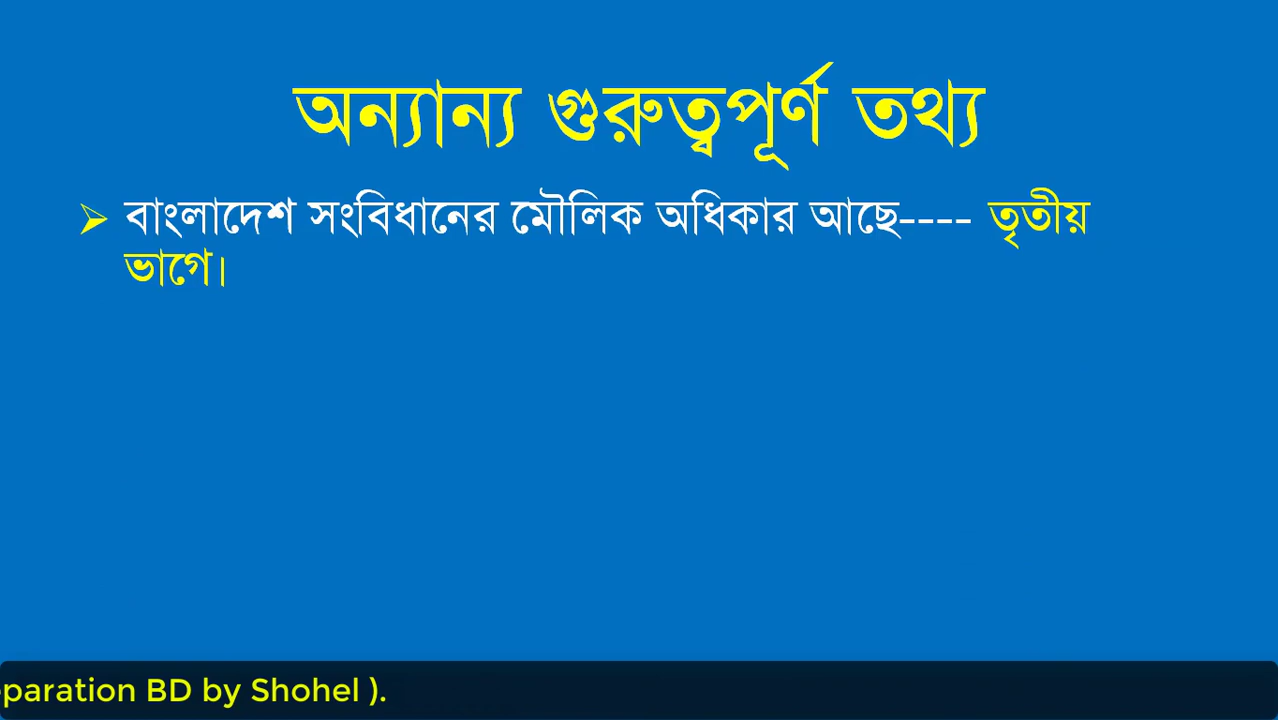 অন্যান্য গুরুত্বপূর্ণ তথ্য
বাংলাদেশ সংবিধানের মৌলিক অধিকার আছে---- তৃতীয়
ভাগে।
paration BD by Shohel ).